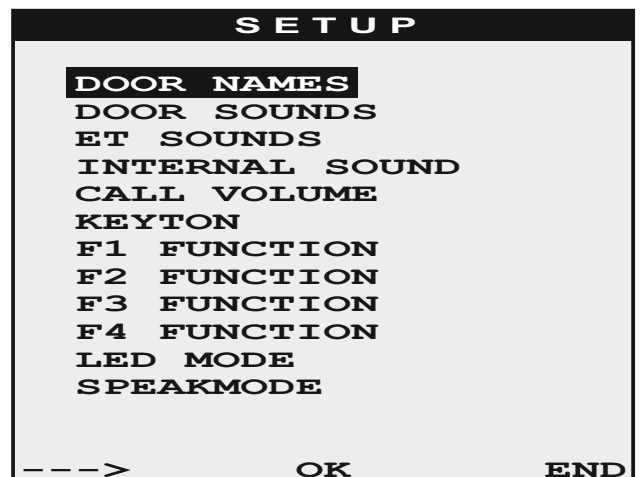 SETUP
DOOR NAMES
DOOR SOUNDS
ET SOUNDS
INTERNAL SOUND
CALL VOLUME
KEYTON
F1 FUNCTION
F2 FUNCTION
F3 FUNCTION
F4 FUNCTION
LED MODE
SPEAKMODE
---> OK END